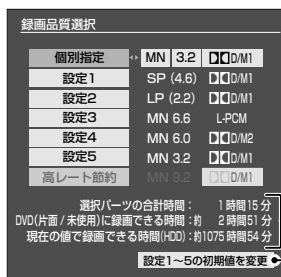 録画品質選択
個別指定 MN 3.2 D/M1
設定1 SP (4.6) D/M1
設定2 LP (2.2) D/M1
設定3 MN 6.6 L-PCM
設定4 MN 6.0 D/M2
設定5 MN 3.2 D/M1
高レート節約 MN 9.2 D/M1
選択パーツの合計時間： 1時間15分
DVD(片面/未使用)に録画できる時間：約 2時間51分
現在の値で録画できる時間(HDD)：約1075時間54分
設定1～5の初期値を変更